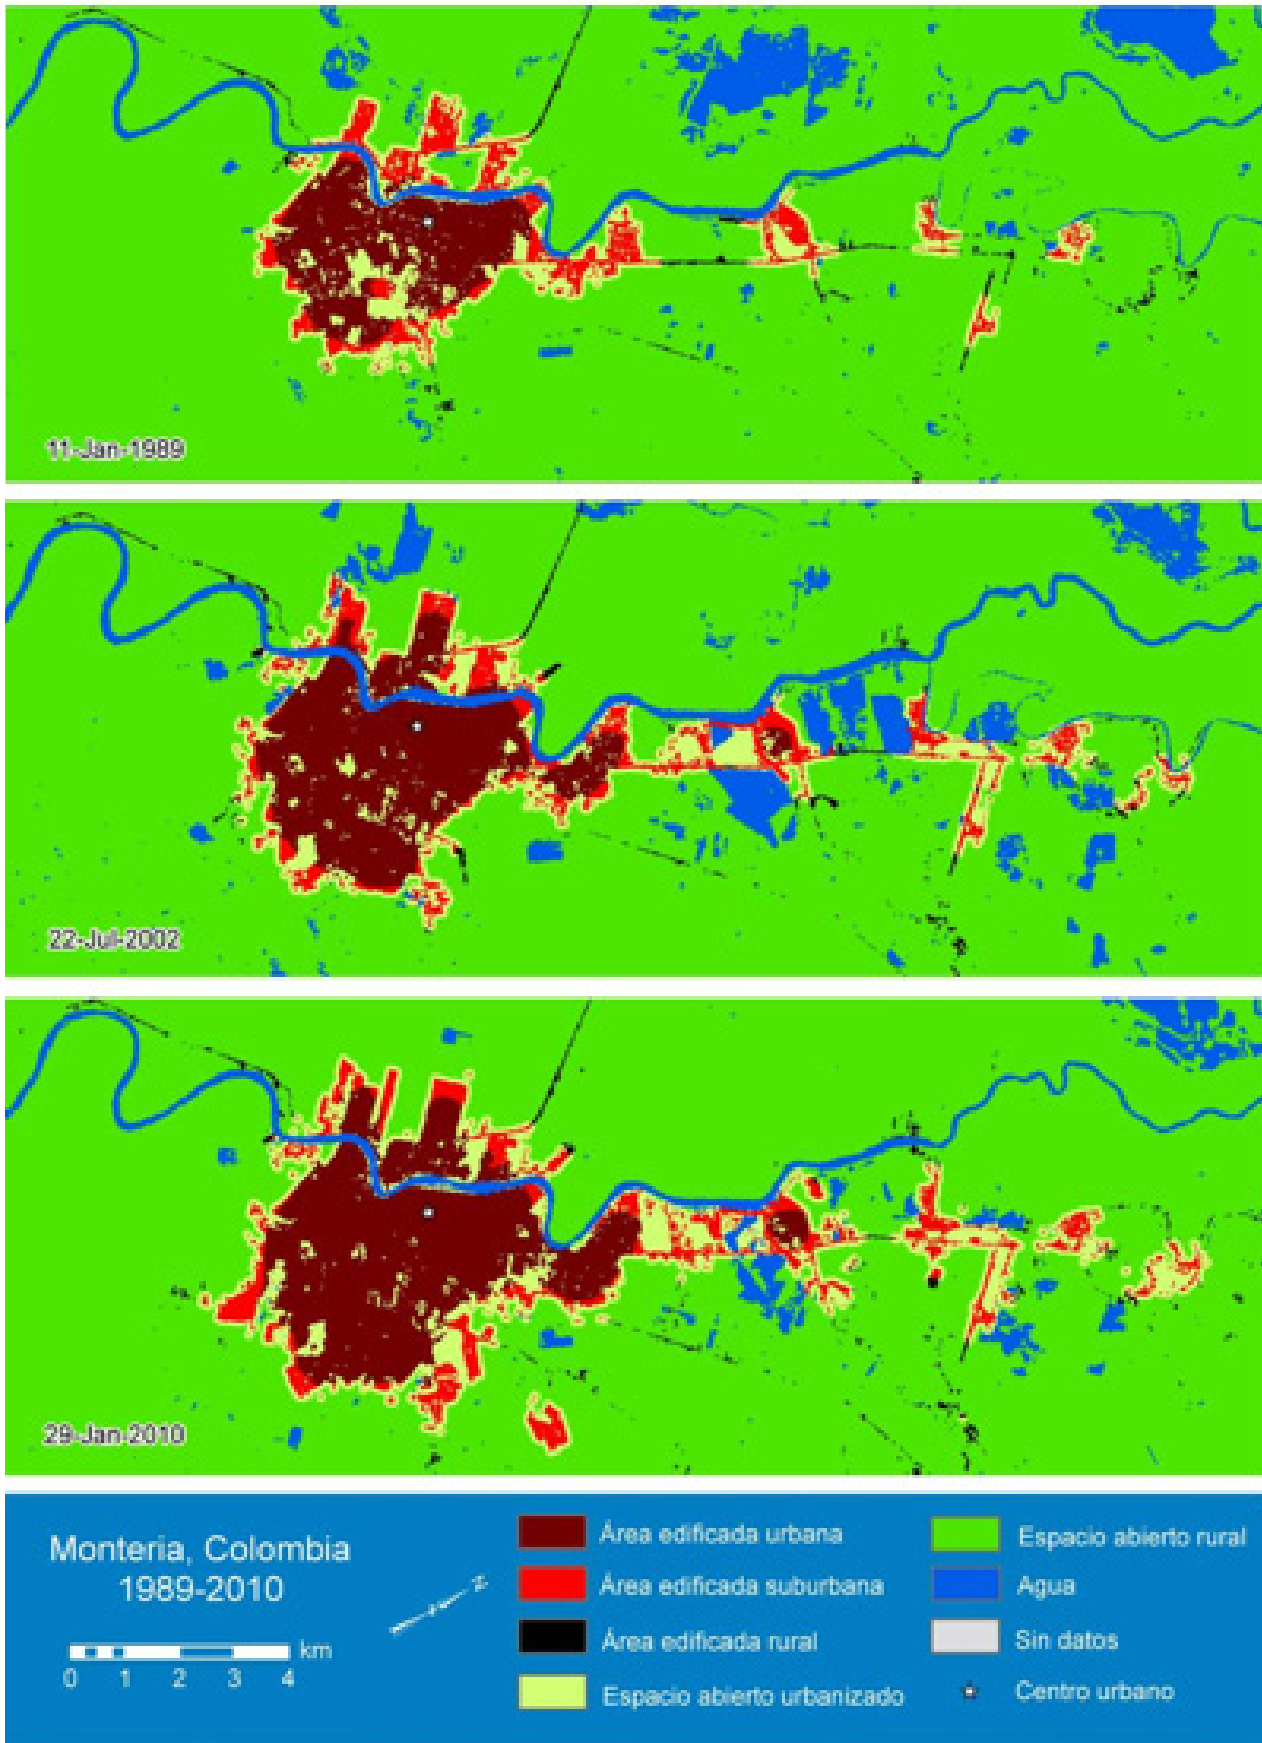 11-Jan-1989
22-Jul-2002
29-Jan-2010
Monteria, Colombia
1989-2010
N
km
0 1 2 3 4
Área edificada urbana
Área edificada suburbana
Área edificada rural
Espacio abierto urbanizado
Espacio abierto rural
Agua
Sin datos
Centro urbano